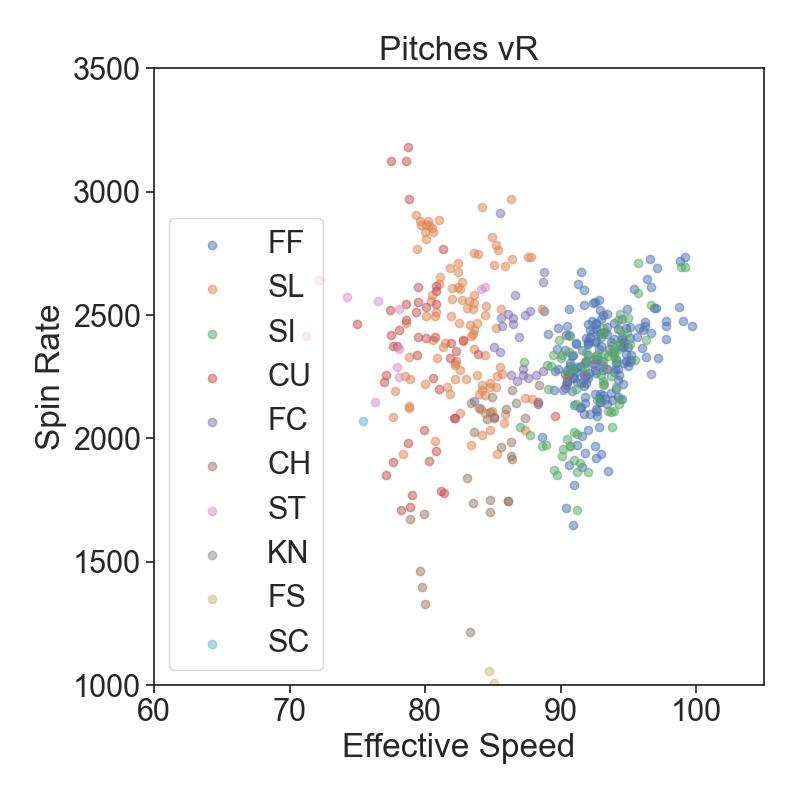 Pitches vR
3500
3000
2500
2000
1500
1000
Spin Rate
FF
SL
SI
CU
FC
CH
ST
KN
FS
SC
60 70 80 90 100
Effective Speed